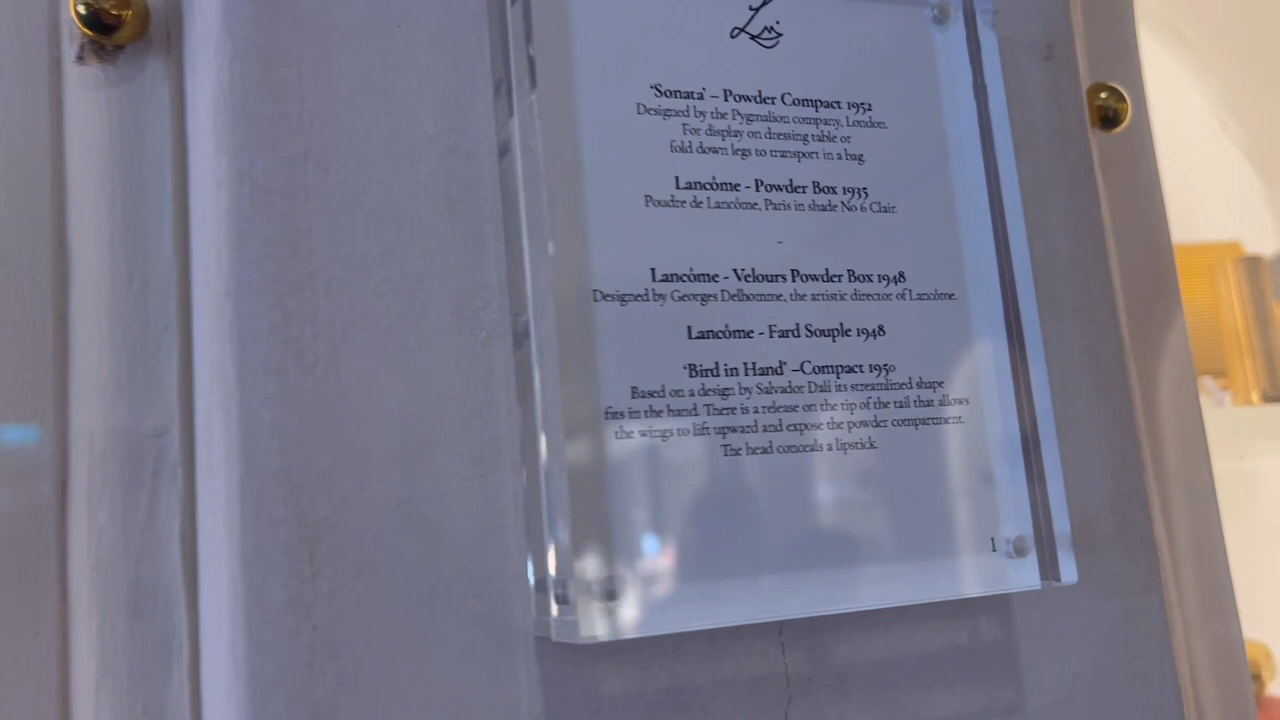 'Sonata' – Powder Compact 1952
Designed by the Pygmalion company, London.
For display on dressing table or
fold down legs to transport in a bag.
Lancôme - Powder Box 1935
Poudre de Lancôme, Paris in shade No 6 Clair.
-
Lancôme - Velours Powder Box 1948
Designed by Georges Delhomme, the artistic director of Lancôme.
Lancôme - Fard Souple 1948
'Bird in Hand' –Compact 1950
Based on a design by Salvador Dalí its streamlined shape
fits in the hand. There is a release on the tip of the tail that allows
the wings to lift upward and expose the powder compartment.
The head conceals a lipstick.
1